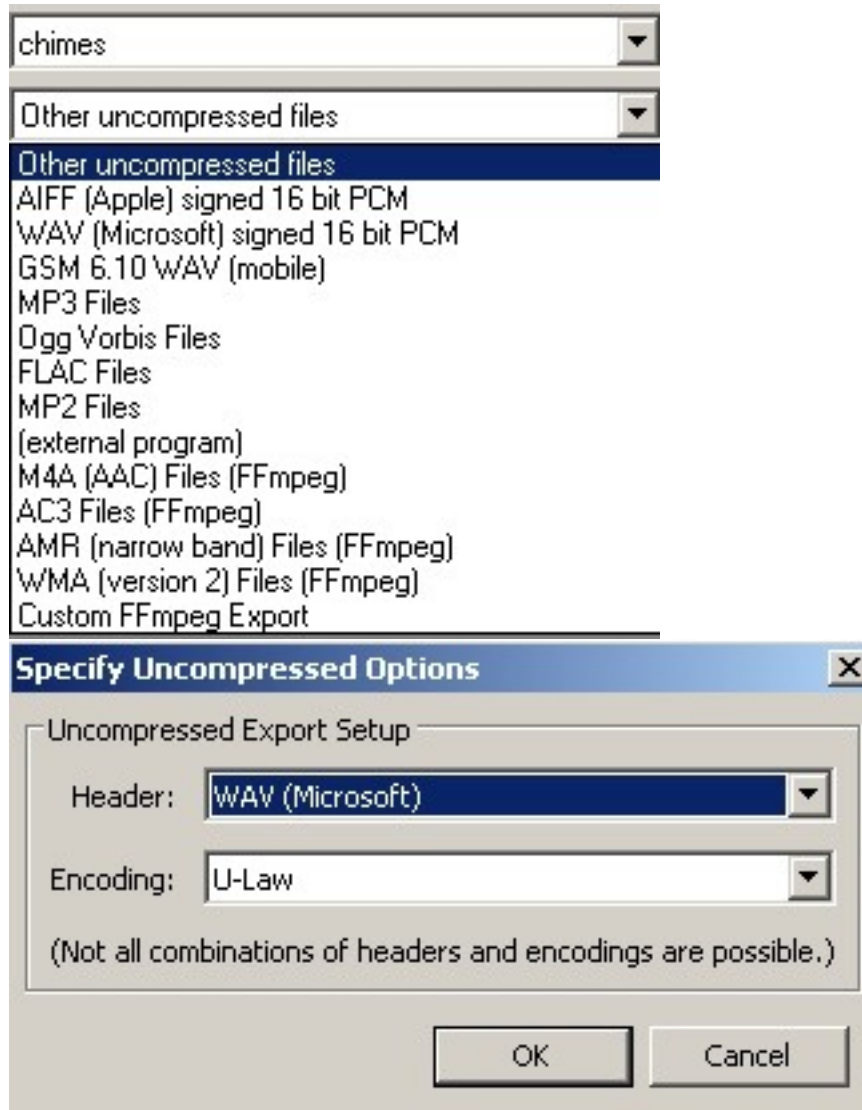 chimes
Other uncompressed files
Other uncompressed files
AIFF (Apple) signed 16 bit PCM
WAV (Microsoft) signed 16 bit PCM
GSM 6.10 WAV (mobile)
MP3 Files
Ogg Vorbis Files
FLAC Files
MP2 Files
(external program)
M4A (AAC) Files (FFmpeg)
AC3 Files (FFmpeg)
AMR (narrow band) Files (FFmpeg)
WMA (version 2) Files (FFmpeg)
Custom FFmpeg Export
Specify Uncompressed Options
Uncompressed Export Setup
Header: WAV (Microsoft)
Encoding: U-Law
(Not all combinations of headers and encodings are possible.)
OK Cancel